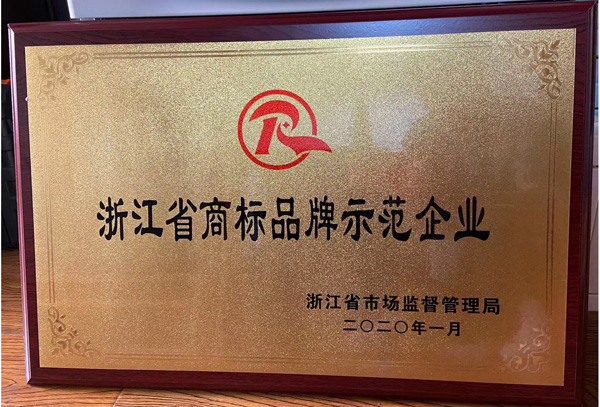 浙江省商标品牌示范企业
浙江省市场监督管理局
二〇二〇年一月